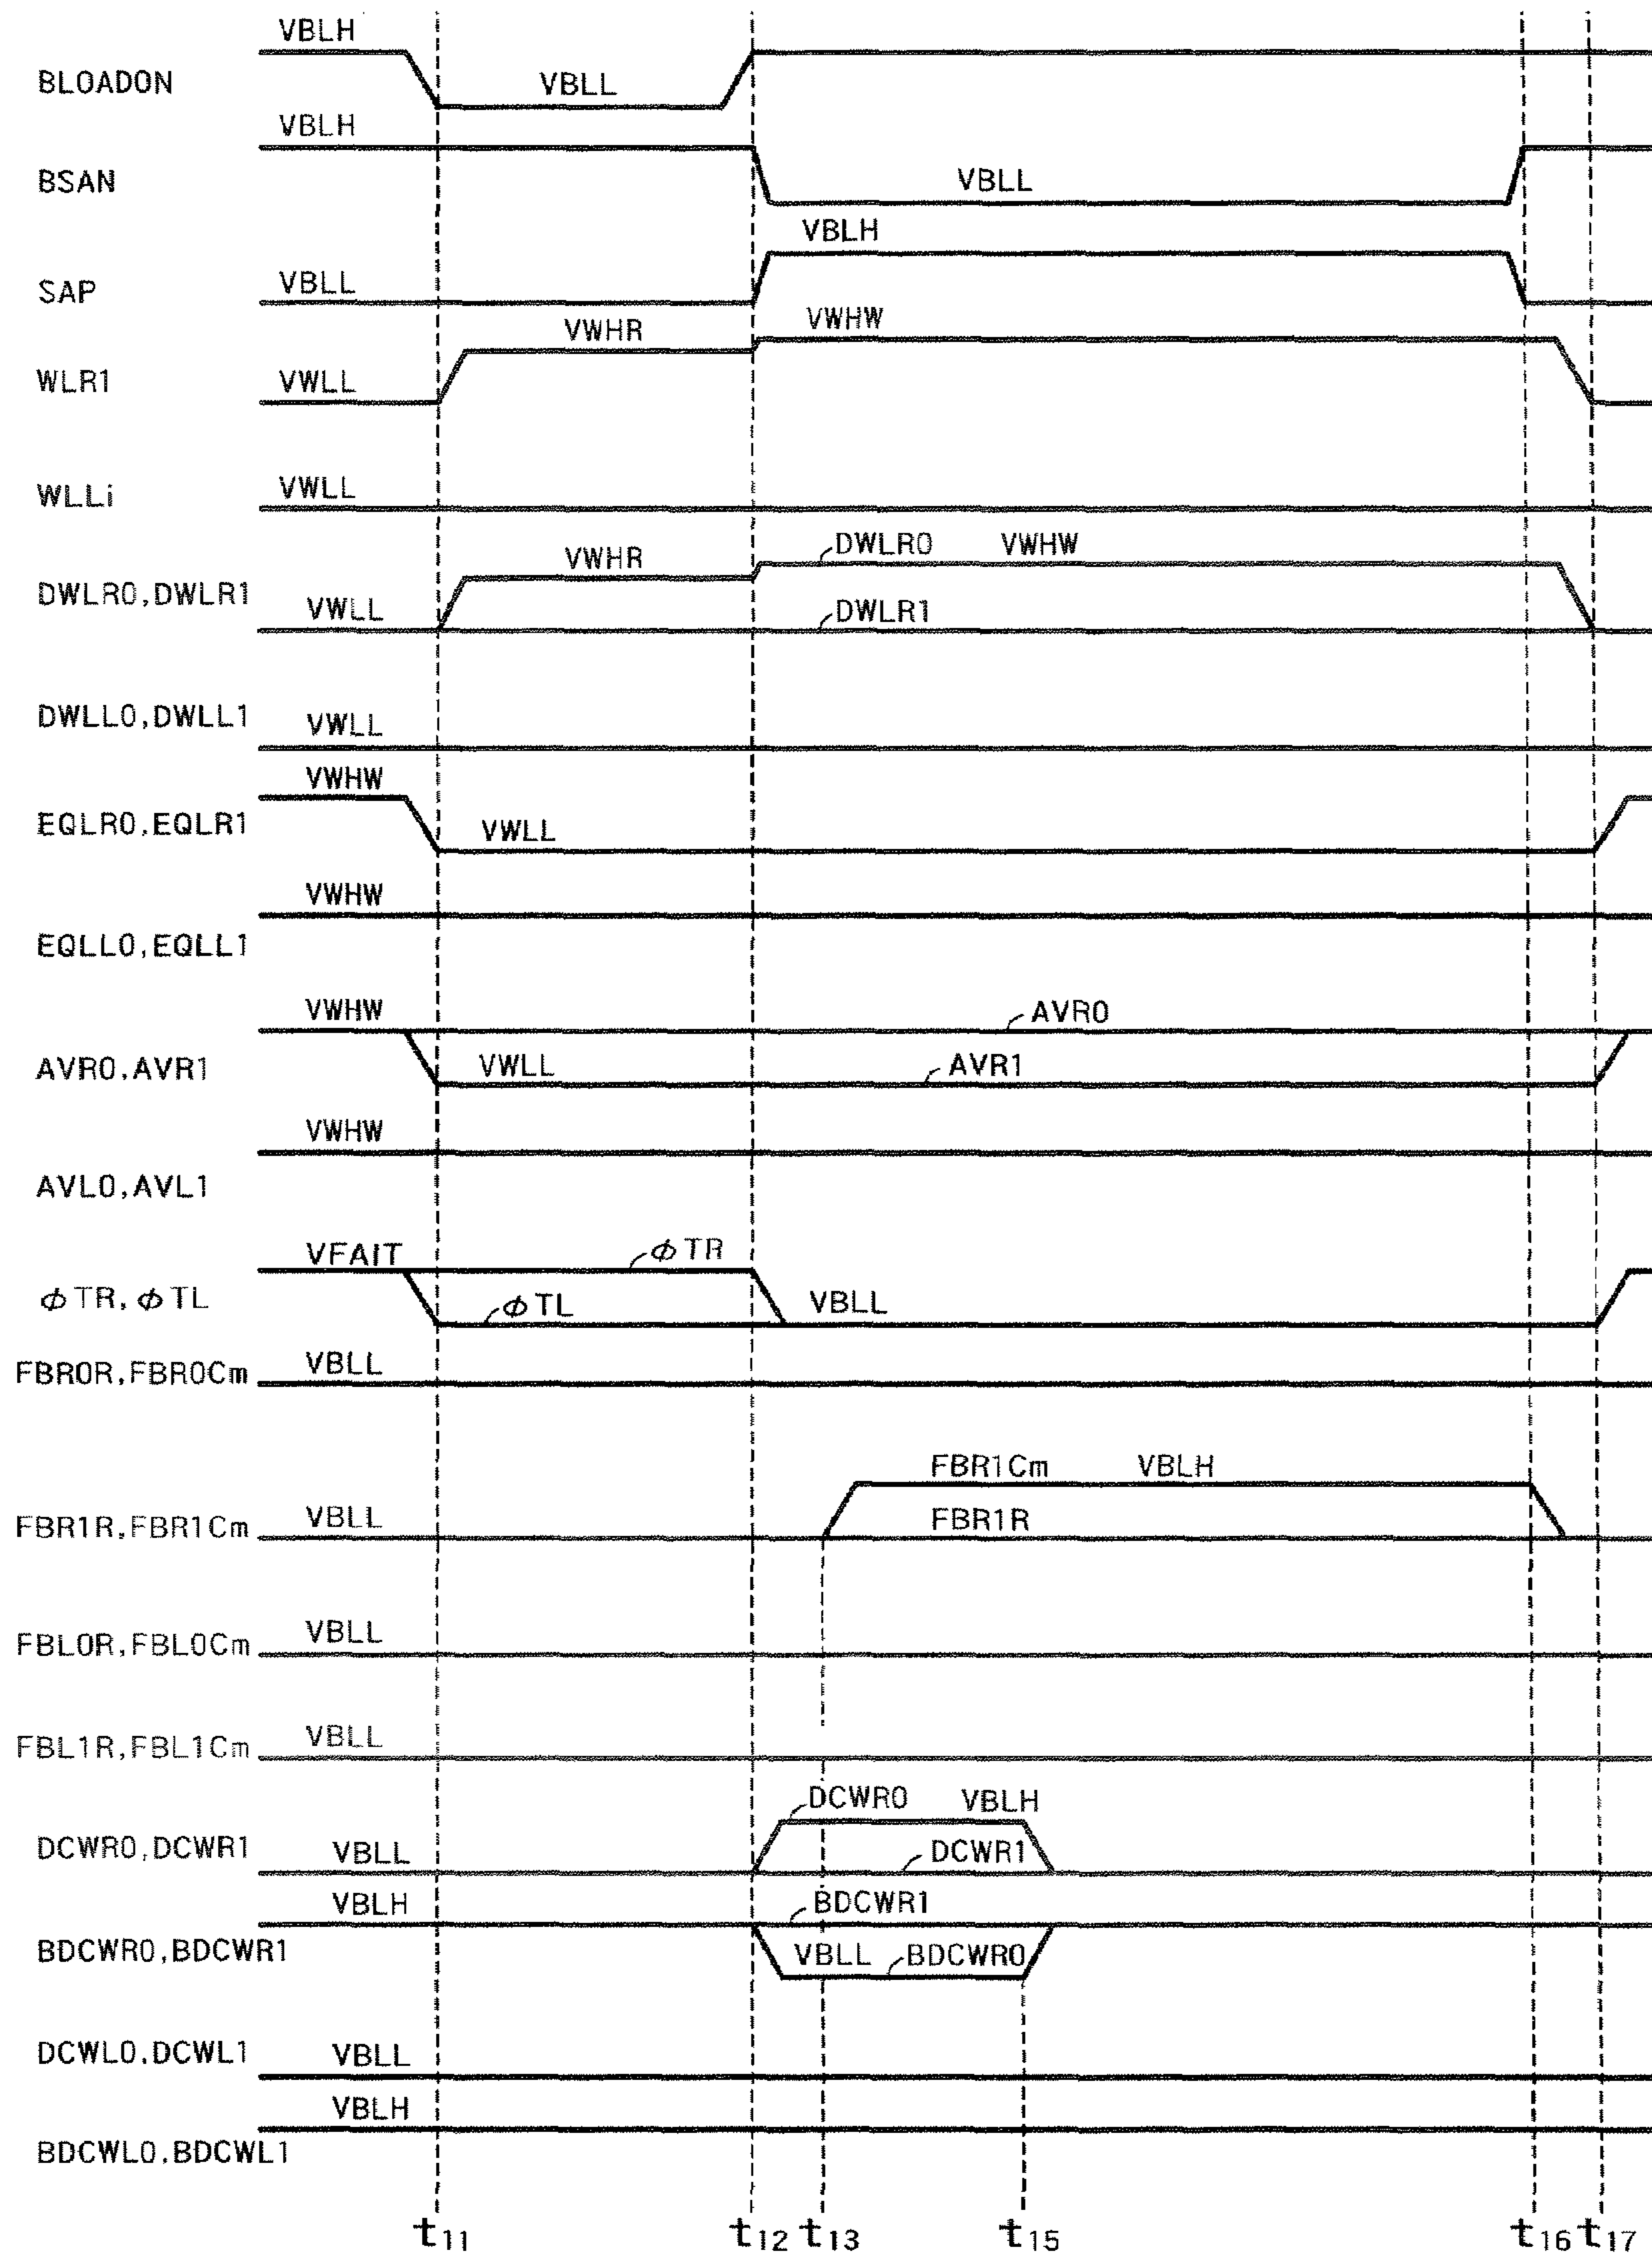 VBLH
BLOADON VBLL
VBLH
BSAN VBLL
VBLH
SAP VBLL
VWHR VWHW
WLR1 VWLL
WLLi VWLL
VWHR DWLR0 VWHW
DWLR0,DWLR1 VWLL DWLR1
DWLL0,DWLL1 VWLL
VWHW
EQLR0,EQLR1 VWLL
VWHW
EQLL0,EQLL1
VWHW AVR0
AVR0,AVR1 VWLL AVR1
VWHW
AVL0,AVL1
VFAIT ϕTR
ϕTR,ϕTL ϕTL VBLL
FBR0R,FBR0Cm VBLL
FBR1Cm VBLH
FBR1R,FBR1Cm VBLL FBR1R
FBL0R,FBL0Cm VBLL
FBL1R,FBL1Cm VBLL
DCWR0 VBLH
DCWR0,DCWR1 VBLL DCWR1
VBLH BDCWR1
BDCWR0,BDCWR1 VBLL BDCWR0
DCWL0,DCWL1 VBLL
VBLH
BDCWL0,BDCWL1
t11 t12 t13 t15 t16 t17